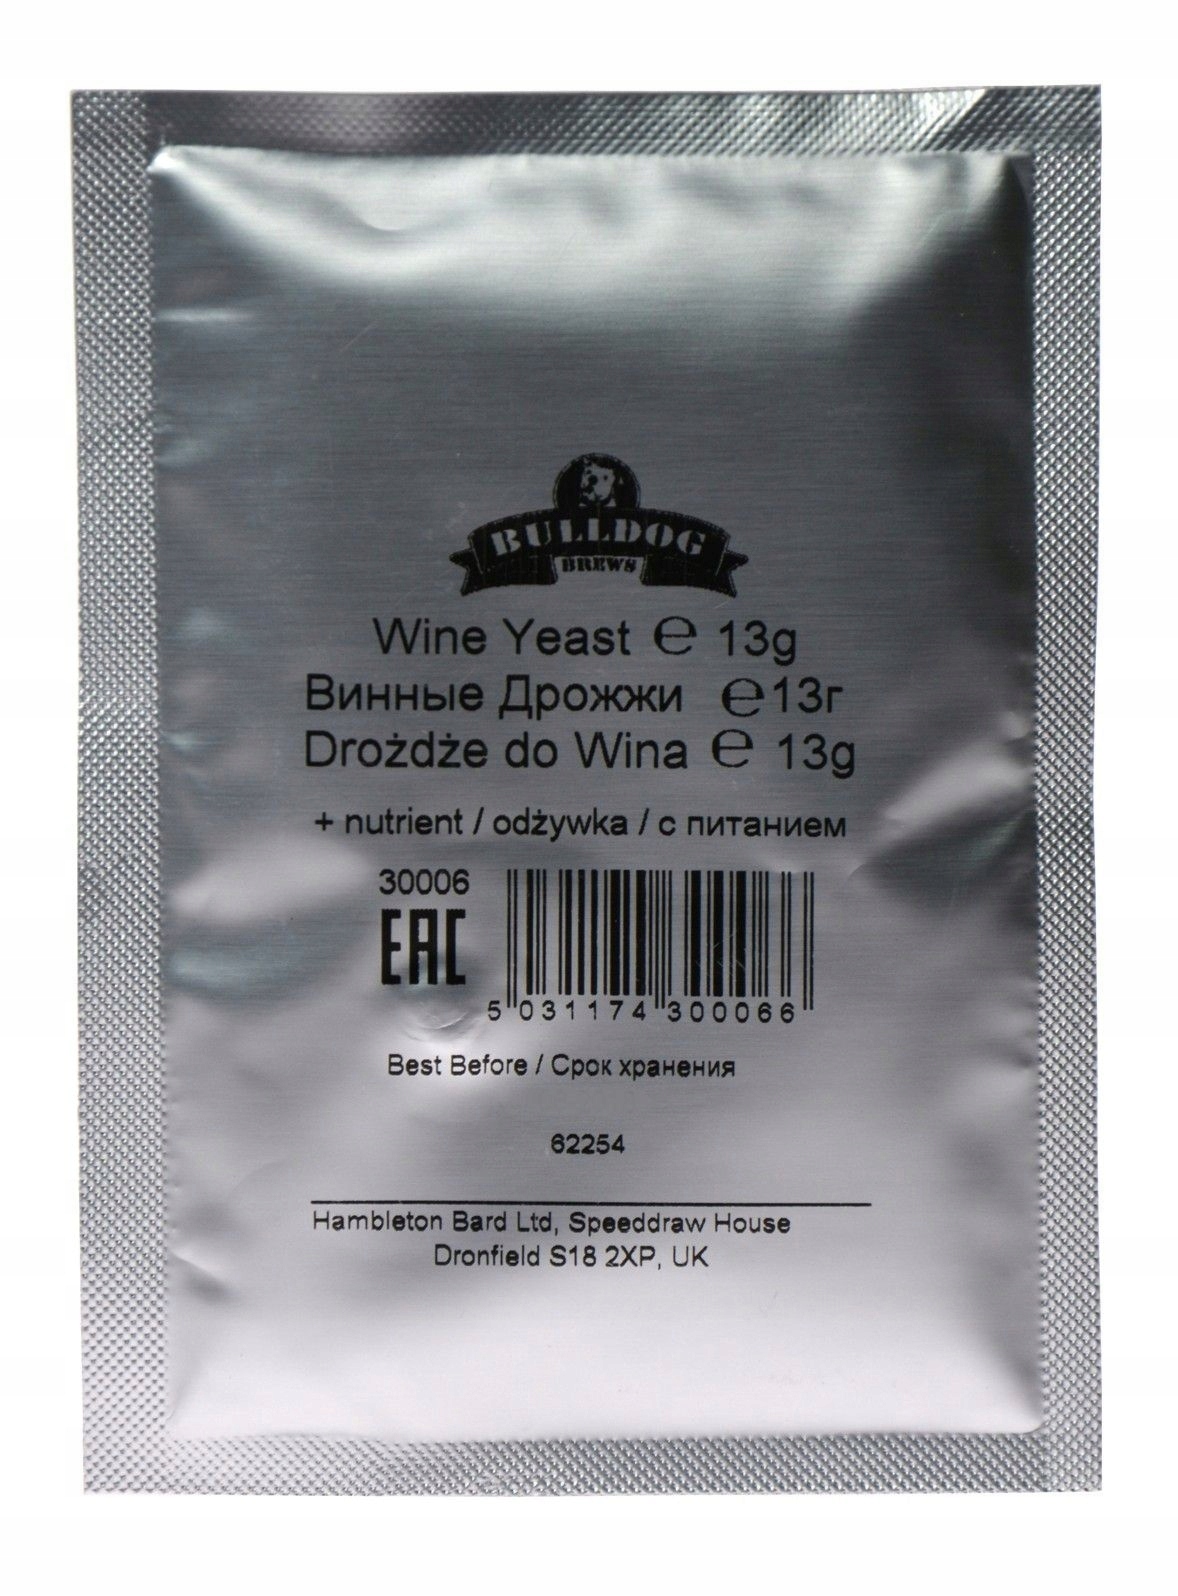 BULLDOG
BREWS
Wine Yeast ℮ 13g
Винные Дрожжи ℮13г
Drożdże do Wina ℮ 13g
+ nutrient / odżywka / с питанием
30006
EAC
5 031174 300066
Best Before / Срок хранения
62254
Hambleton Bard Ltd, Speeddraw House
Dronfield S18 2XP, UK